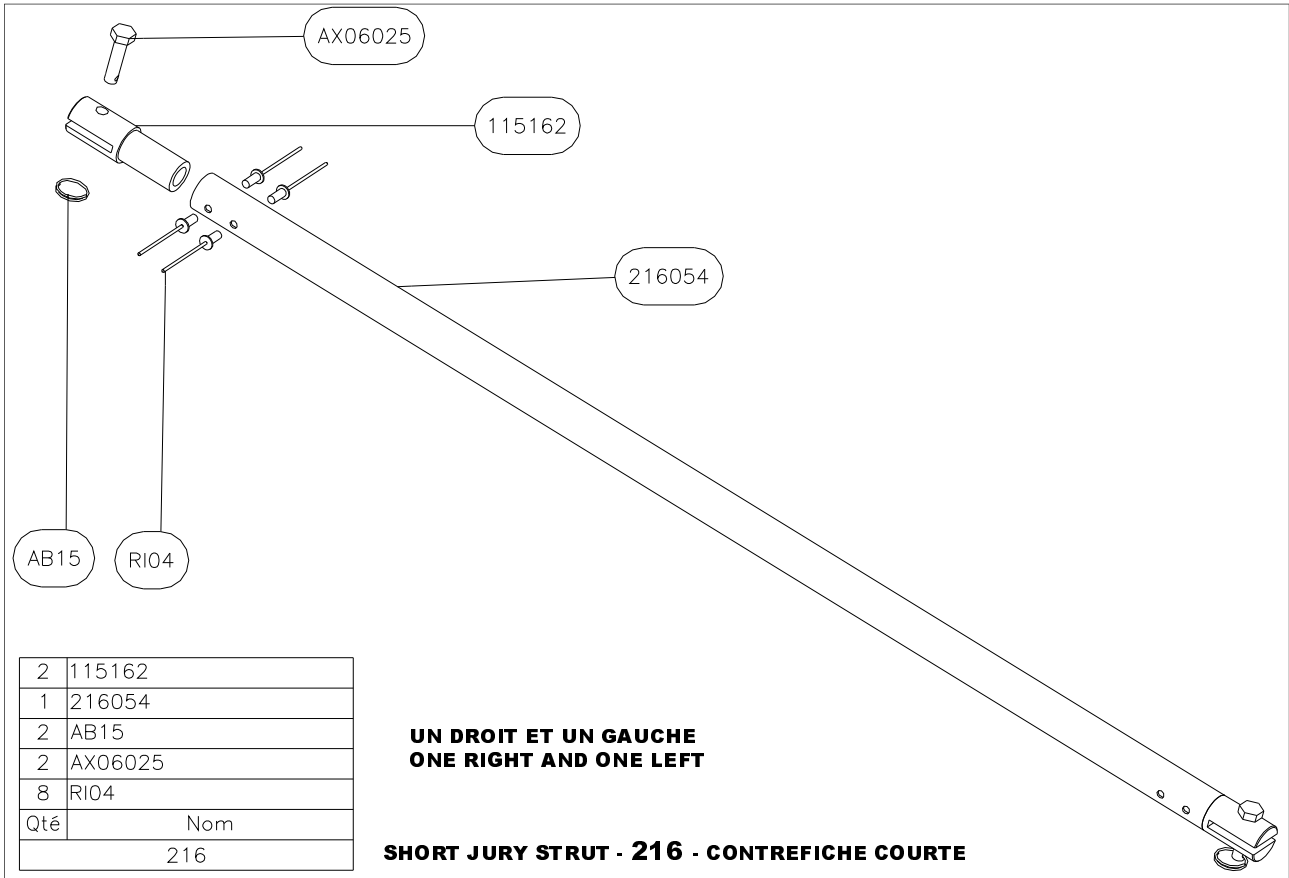 AX06025
115162
216054
AB15
RI04
2 115162
1 216054
2 AB15
2 AX06025
8 RI04
Qté Nom
216
UN DROIT ET UN GAUCHE
ONE RIGHT AND ONE LEFT
SHORT JURY STRUT - 216 - CONTREFICHE COURTE